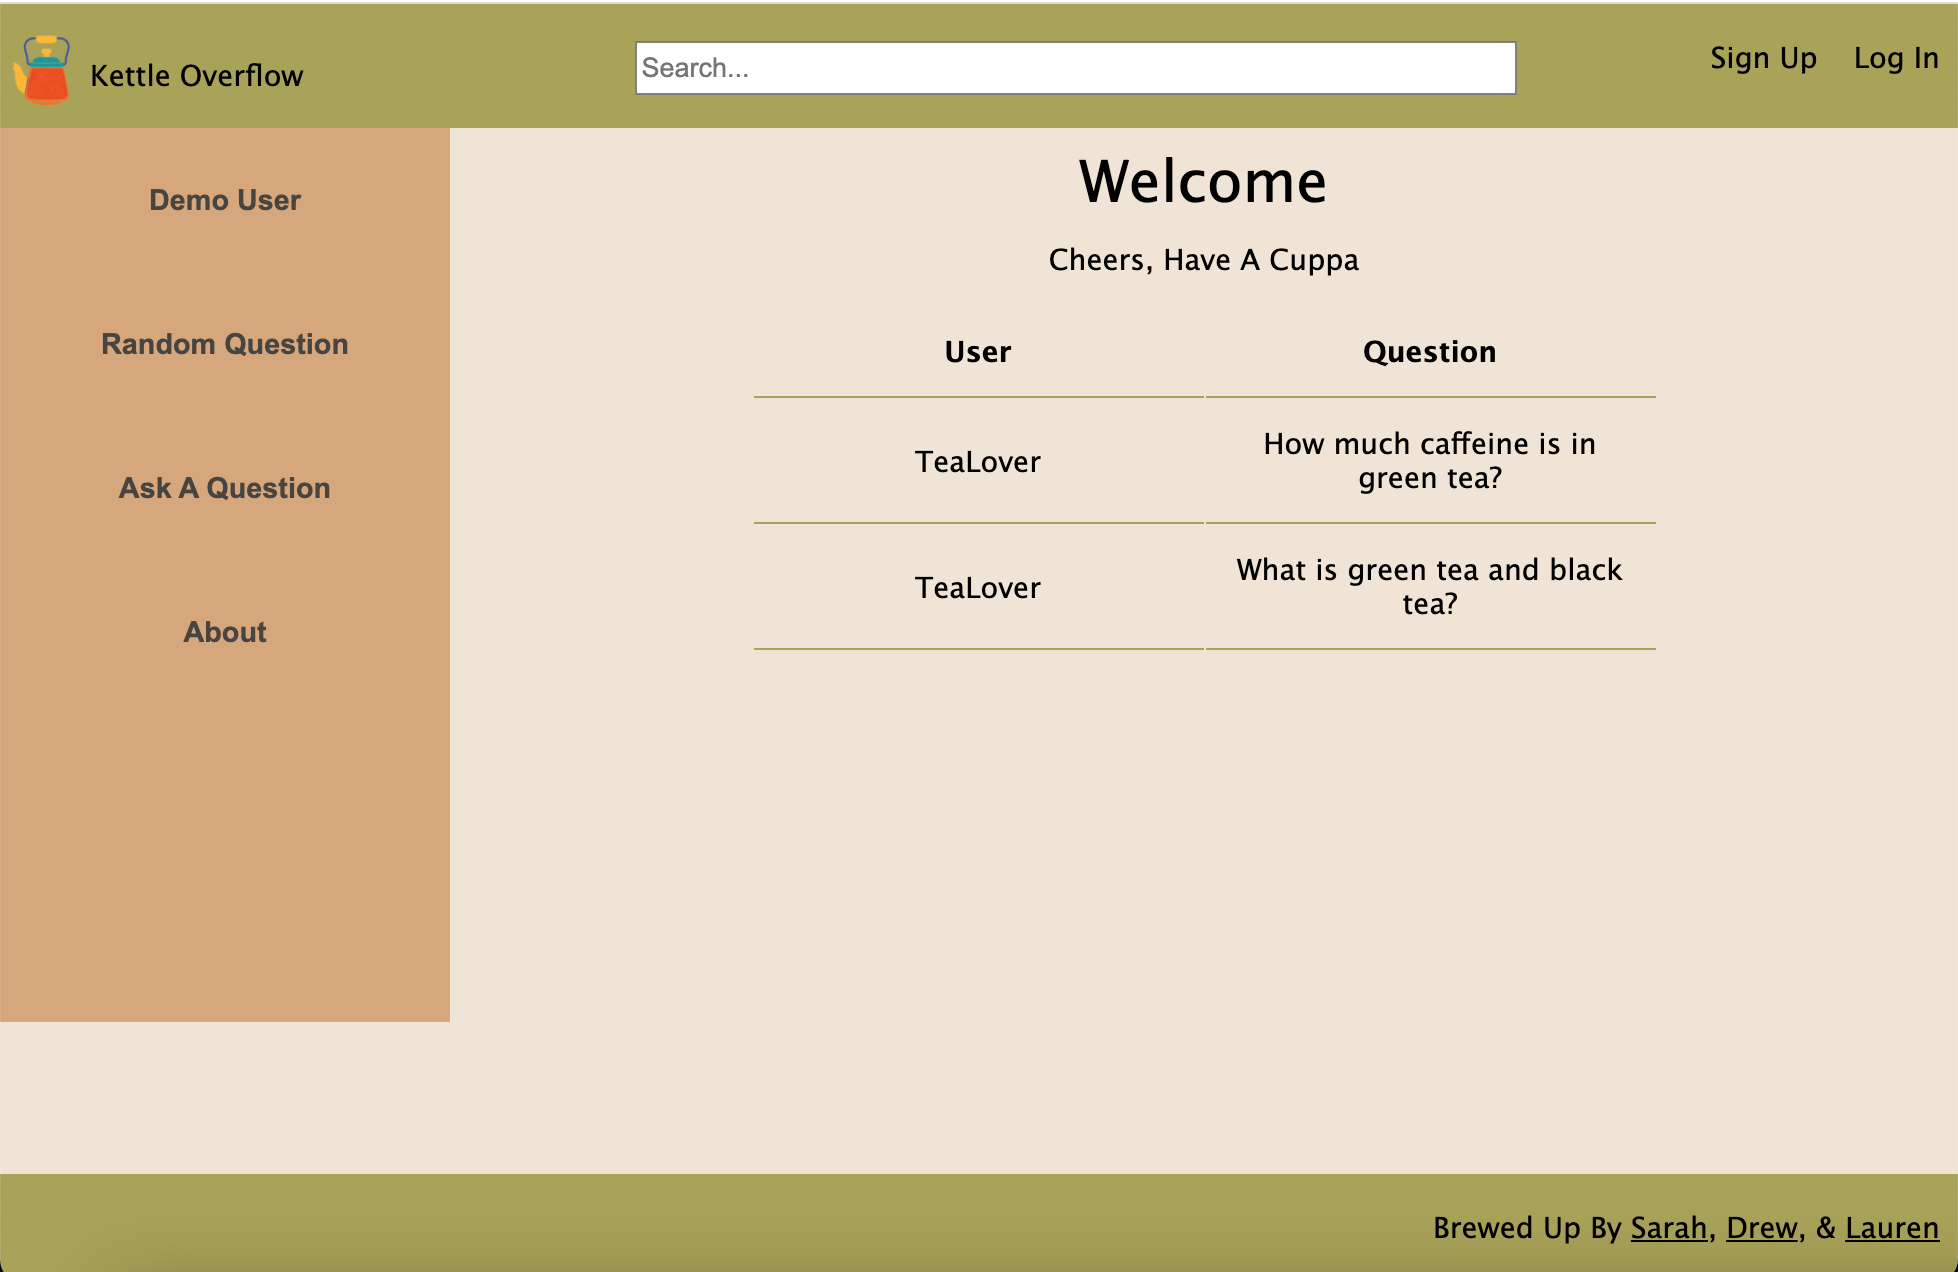 Kettle Overflow
Search...
Sign Up
Log In
Demo User
Random Question
Ask A Question
About
Welcome
Cheers, Have A Cuppa
User
Question
TeaLover
How much caffeine is in
green tea?
TeaLover
What is green tea and black
tea?
Brewed Up By Sarah, Drew, & Lauren